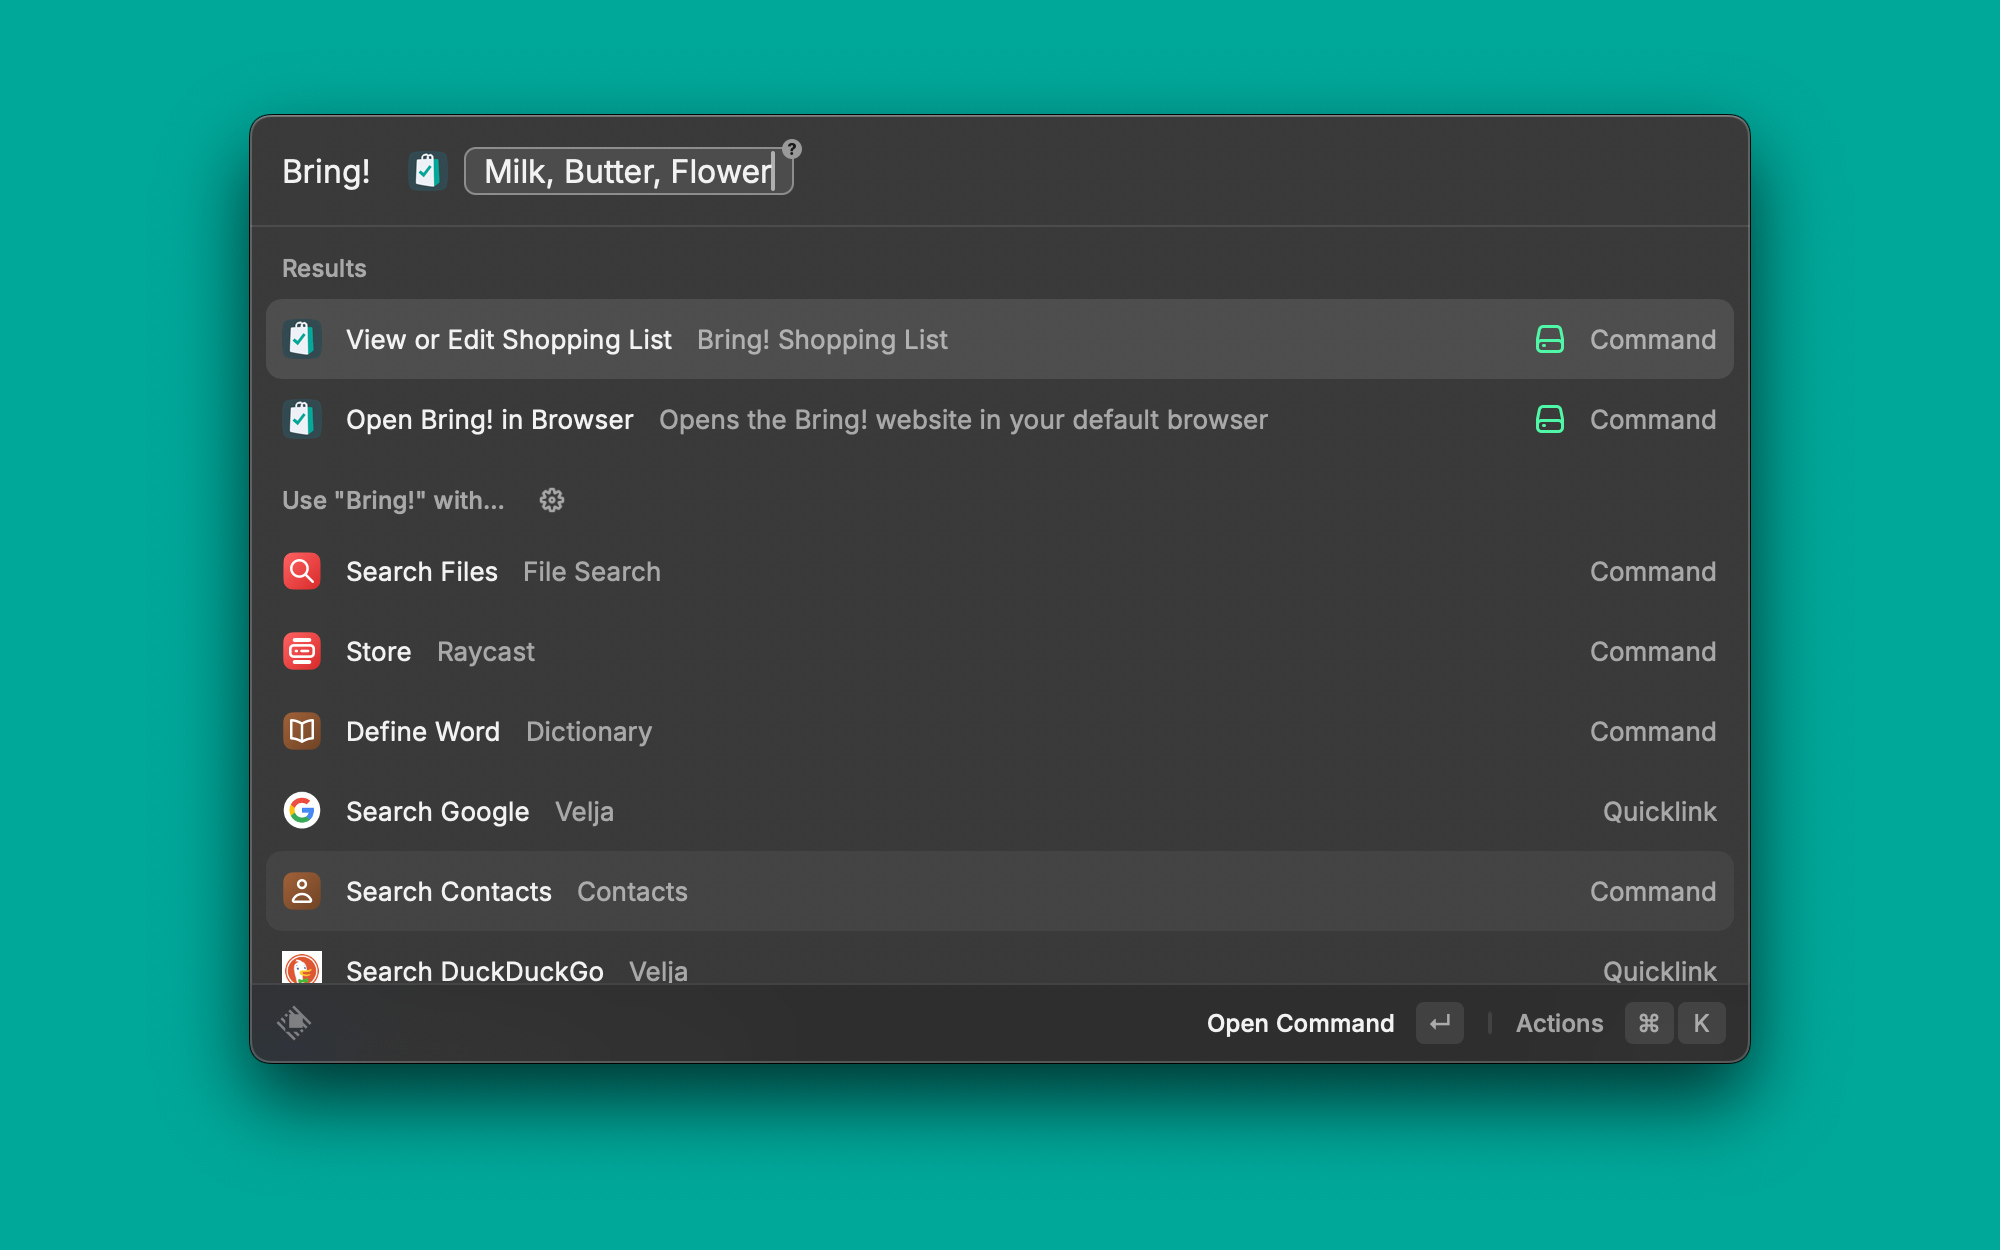 Bring! Milk, Butter, Flower ?
Results
View or Edit Shopping List Bring! Shopping List Command
Open Bring! in Browser Opens the Bring! website in your default browser Command
Use "Bring!" with...
Search Files File Search Command
Store Raycast Command
Define Word Dictionary Command
Search Google Velja Quicklink
Search Contacts Contacts Command
Search DuckDuckGo Velja Quicklink
Open Command ↵ Actions ⌘ K